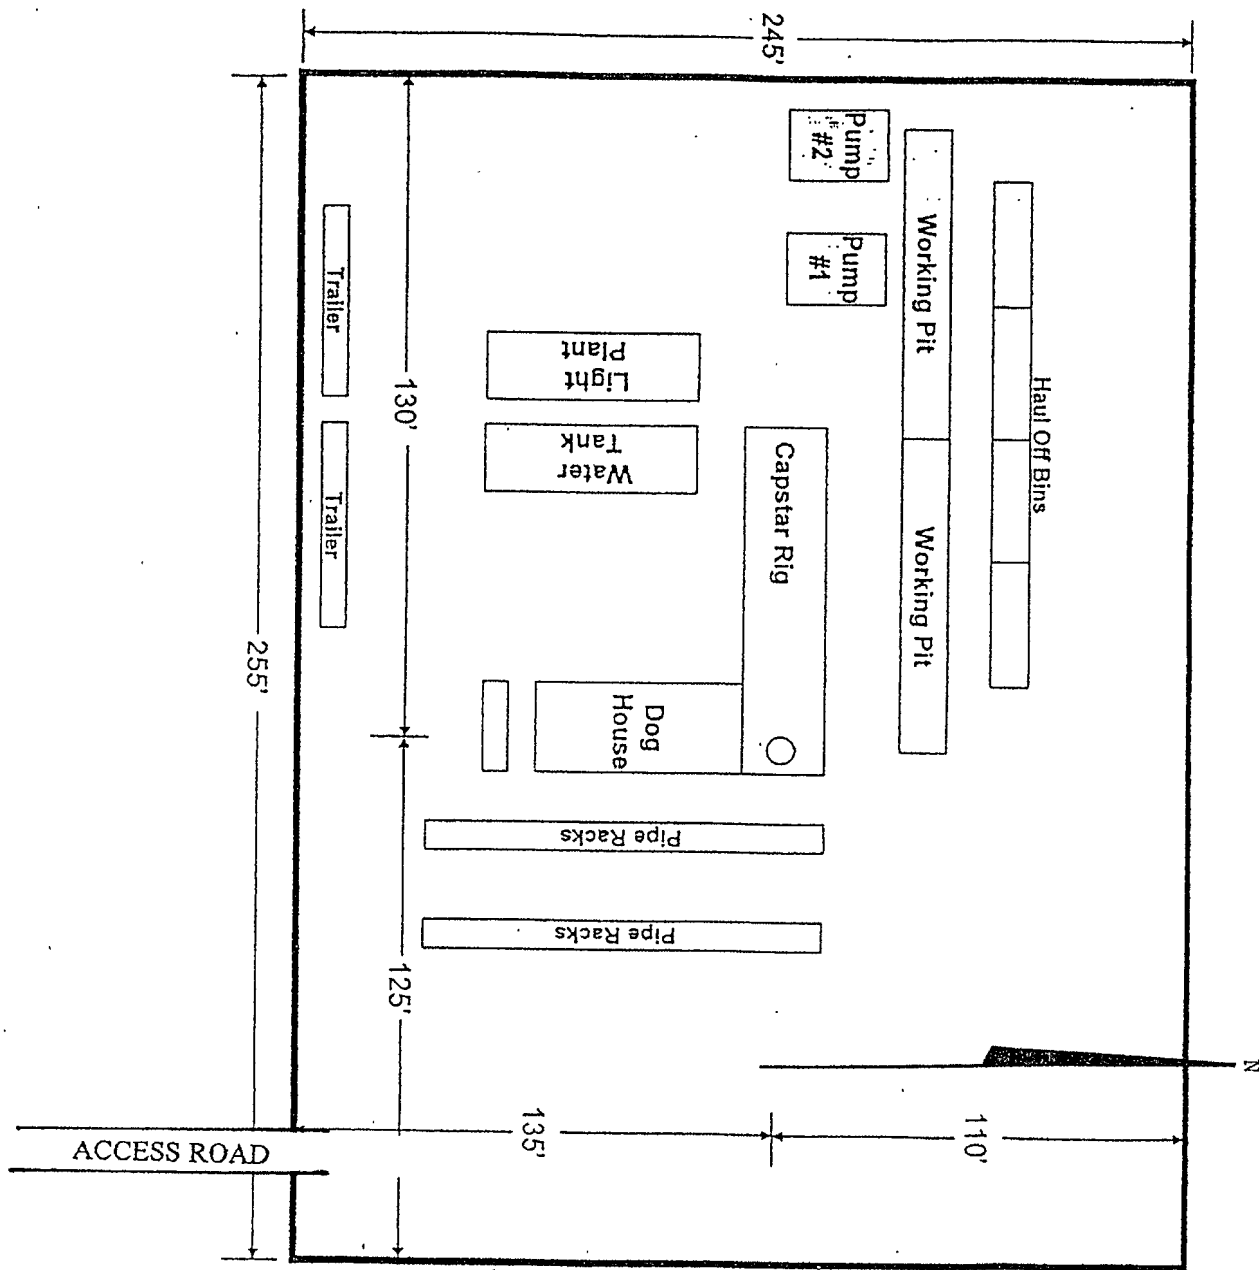 245'
Pump
#2
Pump
#1
Working Pit
Working Pit
Haul Off Bins
Trailer
Trailer
130'
Light
Plant
Water
Tank
Capstar Rig
Dog
House
255'
Pipe Racks
Pipe Racks
125'
N
135'
110'
ACCESS ROAD